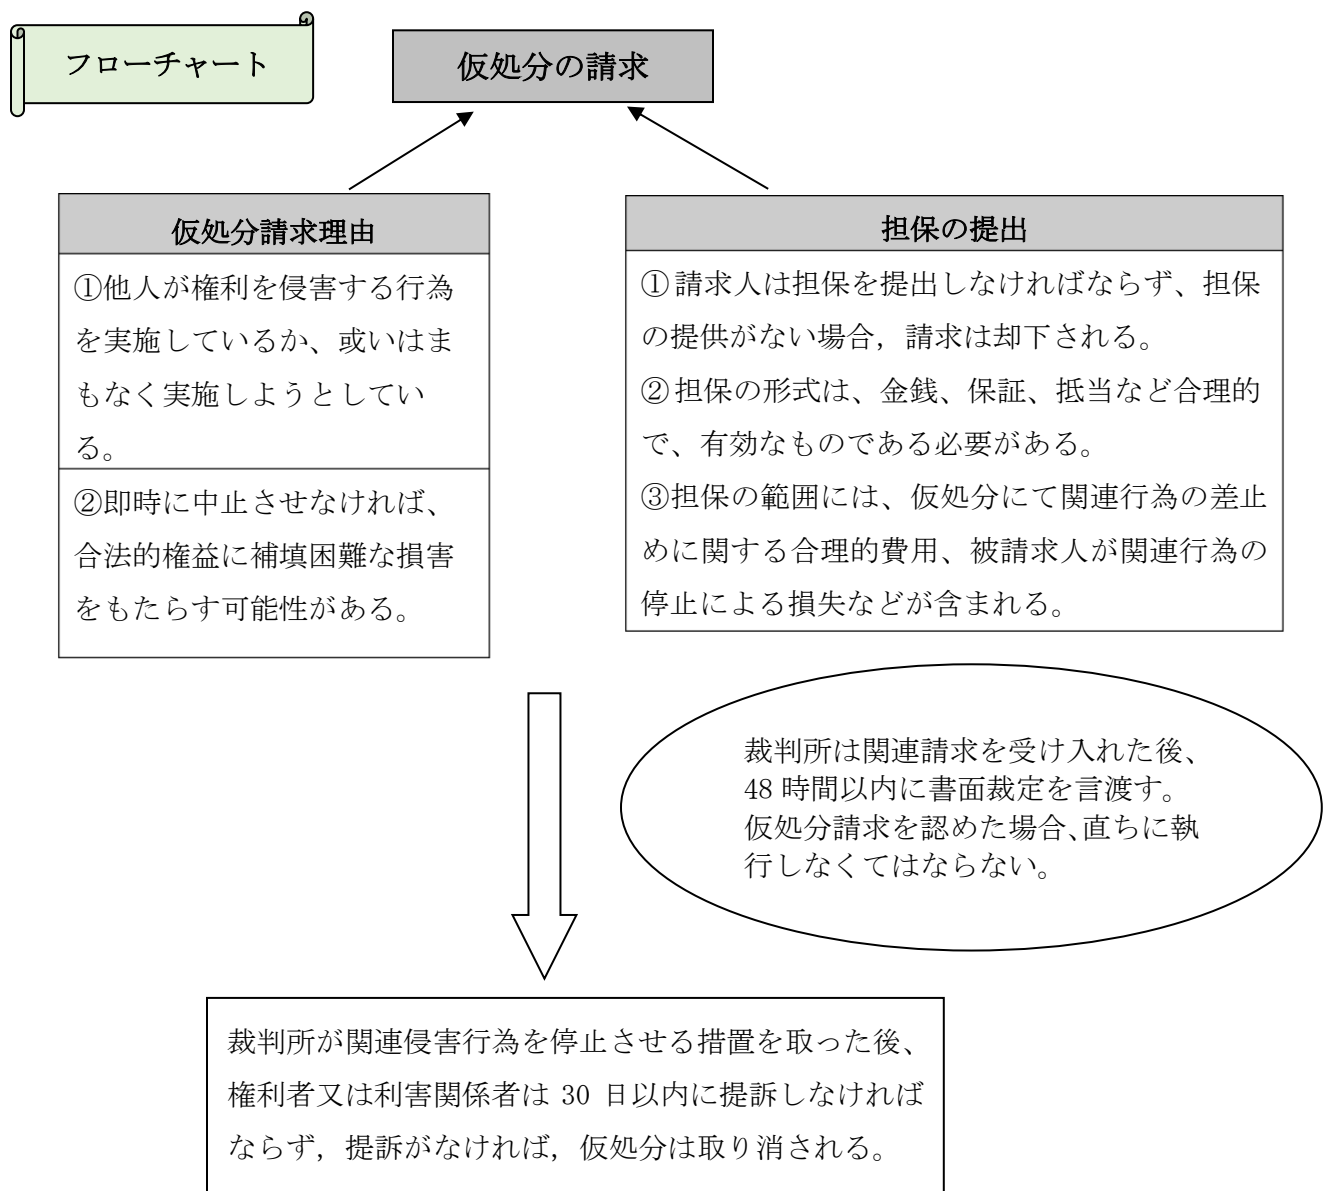 フローチャート
仮処分の請求
仮処分請求理由
①他人が権利を侵害する行為
を実施しているか、或いはま
もなく実施しようとしてい
る。
②即時に中止させなければ、
合法的権益に補填困難な損害
をもたらす可能性がある。
担保の提出
①請求人は担保を提出しなければならず、担保
の提供がない場合，請求は却下される。
②担保の形式は、金銭、保証、抵当など合理的
で、有効なものである必要がある。
③担保の範囲には、仮処分にて関連行為の差止
めに関する合理的費用、被請求人が関連行為の
停止による損失などが含まれる。
裁判所は関連請求を受け入れた後、
48 時間以内に書面裁定を言渡す。
仮処分請求を認めた場合、直ちに執
行しなくてはならない。
裁判所が関連侵害行為を停止させる措置を取った後、
権利者又は利害関係者は 30 日以内に提訴しなければ
ならず，提訴がなければ，仮処分は取り消される。